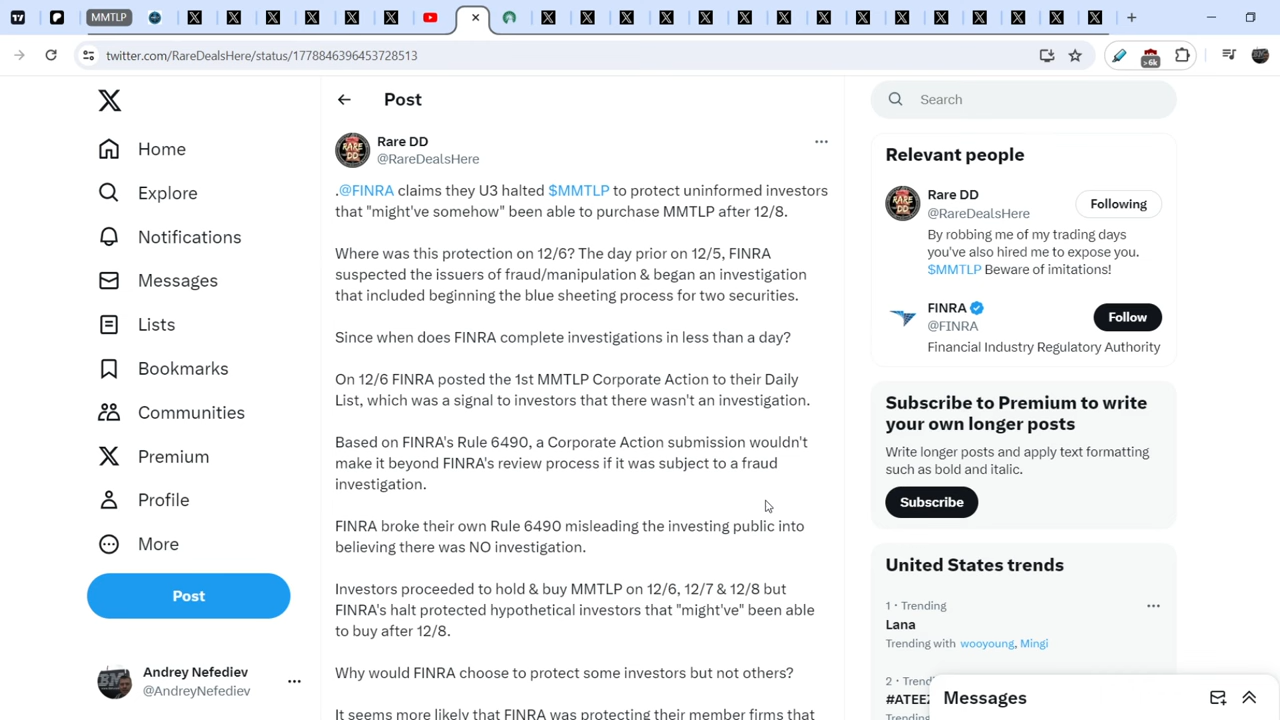 MMTLP
twitter.com/RareDealsHere/status/1778846396453728513
>6k
Home
Explore
Notifications
Messages
Lists
Bookmarks
Communities
Premium
Profile
More
Post
Andrey Nefediev
@AndreyNefediev
Post
RARE DD
Rare DD
@RareDealsHere
.@FINRA claims they U3 halted $MMTLP to protect uninformed investors
that "might've somehow" been able to purchase MMTLP after 12/8.
Where was this protection on 12/6? The day prior on 12/5, FINRA
suspected the issuers of fraud/manipulation & began an investigation
that included beginning the blue sheeting process for two securities.
Since when does FINRA complete investigations in less than a day?
On 12/6 FINRA posted the 1st MMTLP Corporate Action to their Daily
List, which was a signal to investors that there wasn't an investigation.
Based on FINRA's Rule 6490, a Corporate Action submission wouldn't
make it beyond FINRA's review process if it was subject to a fraud
investigation.
FINRA broke their own Rule 6490 misleading the investing public into
believing there was NO investigation.
Investors proceeded to hold & buy MMTLP on 12/6, 12/7 & 12/8 but
FINRA's halt protected hypothetical investors that "might've" been able
to buy after 12/8.
Why would FINRA choose to protect some investors but not others?
It seems more likely that FINRA was protecting their member firms that
Search
Relevant people
RARE DD
Rare DD
@RareDealsHere
Following
By robbing me of my trading days
you've also hired me to expose you.
$MMTLP Beware of imitations!
FINRA
@FINRA
Follow
Financial Industry Regulatory Authority
Subscribe to Premium to write
your own longer posts
Write longer posts and apply text formatting
such as bold and italic.
Subscribe
United States trends
1 · Trending
Lana
Trending with wooyoung, Mingi
2 · Trend
#ATEEZ
Messages